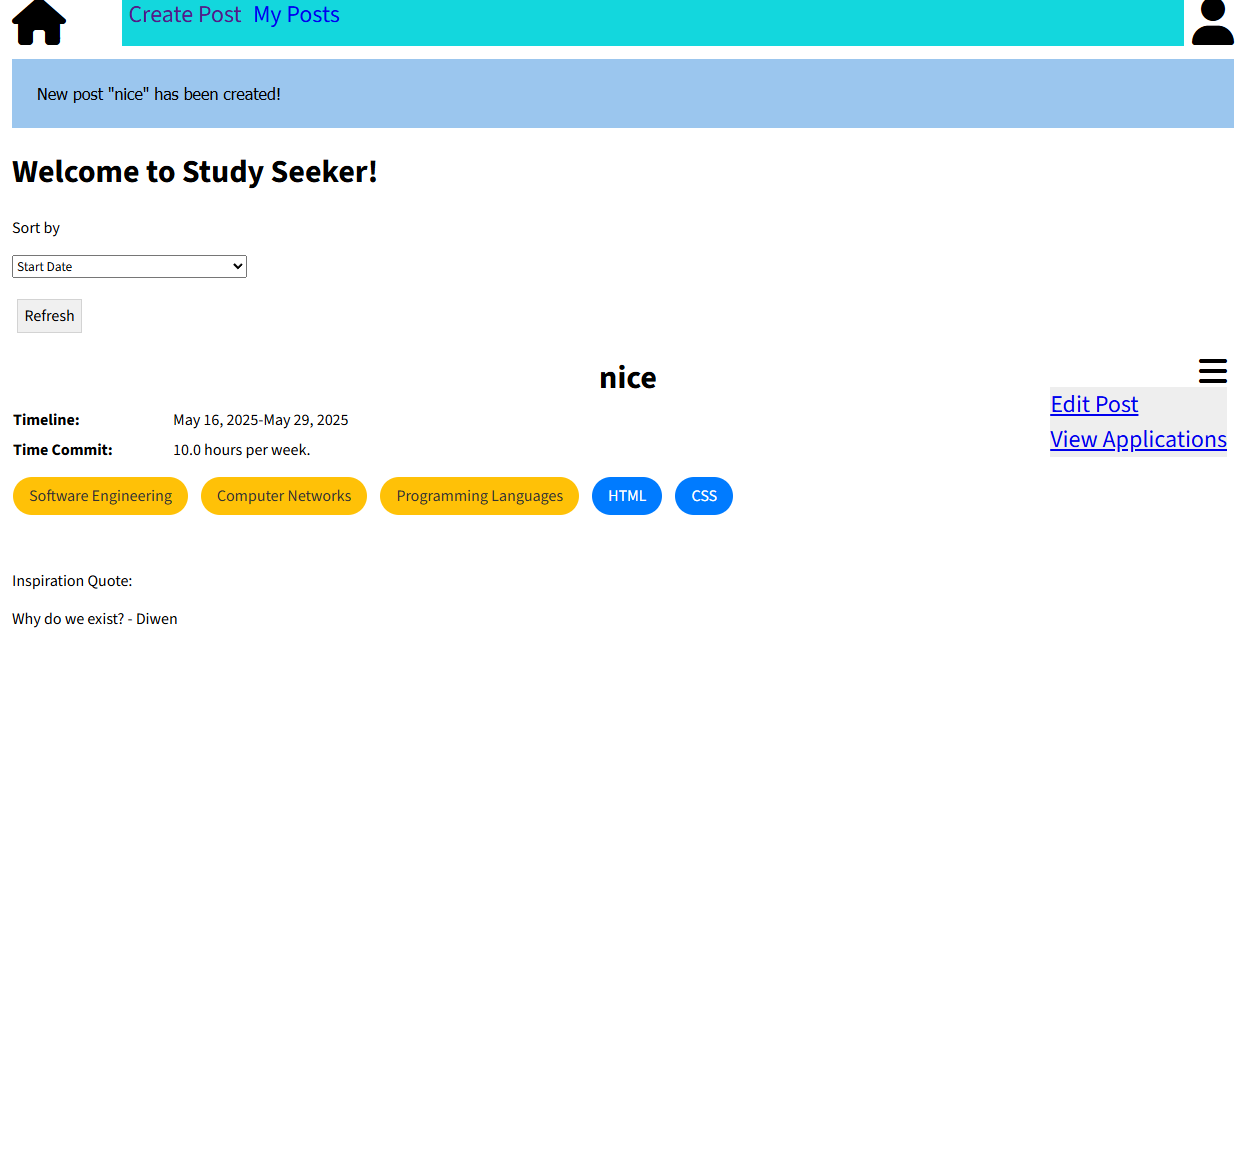 Create Post My Posts
New post "nice" has been created!
Welcome to Study Seeker!
Sort by
Start Date
Refresh
nice
Edit Post
View Applications
Timeline: May 16, 2025-May 29, 2025
Time Commit: 10.0 hours per week.
Software Engineering Computer Networks Programming Languages HTML CSS
Inspiration Quote:
Why do we exist? - Diwen